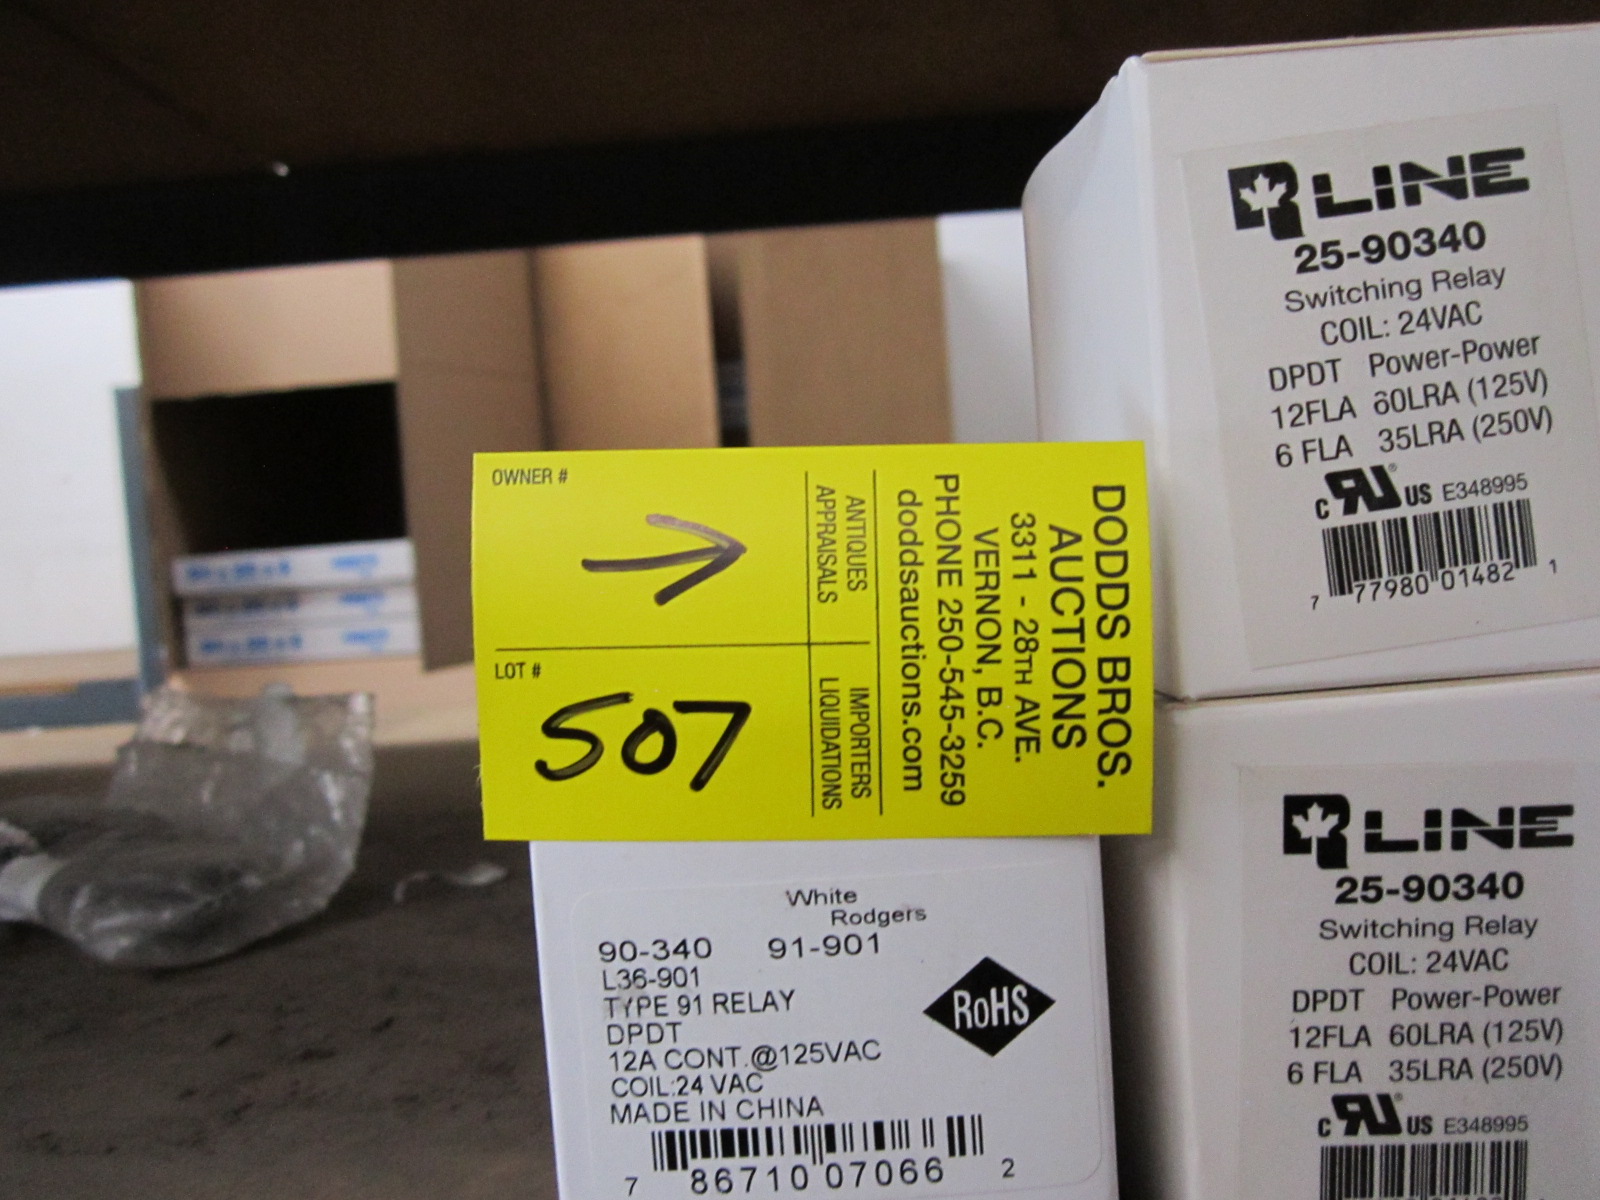 OWNER #
LOT #
507
ANTIQUES
APPRAISALS
IMPORTERS
LIQUIDATIONS
DODDS BROS.
AUCTIONS
3311 - 28TH AVE.
VERNON, B.C.
PHONE 250-545-3259
doddsauctions.com
White
Rodgers
90-340 91-901
L36-901
TYPE 91 RELAY
DPDT
12A CONT.@125VAC
COIL:24 VAC
MADE IN CHINA
RoHS
7 86710 07066 2
R LINE
25-90340
Switching Relay
COIL: 24VAC
DPDT Power-Power
12FLA 60LRA (125V)
6 FLA 35LRA (250V)
c RU US E348995
7 77980 01482 1
R LINE
25-90340
Switching Relay
COIL: 24VAC
DPDT Power-Power
12FLA 60LRA (125V)
6 FLA 35LRA (250V)
c RU US E348995